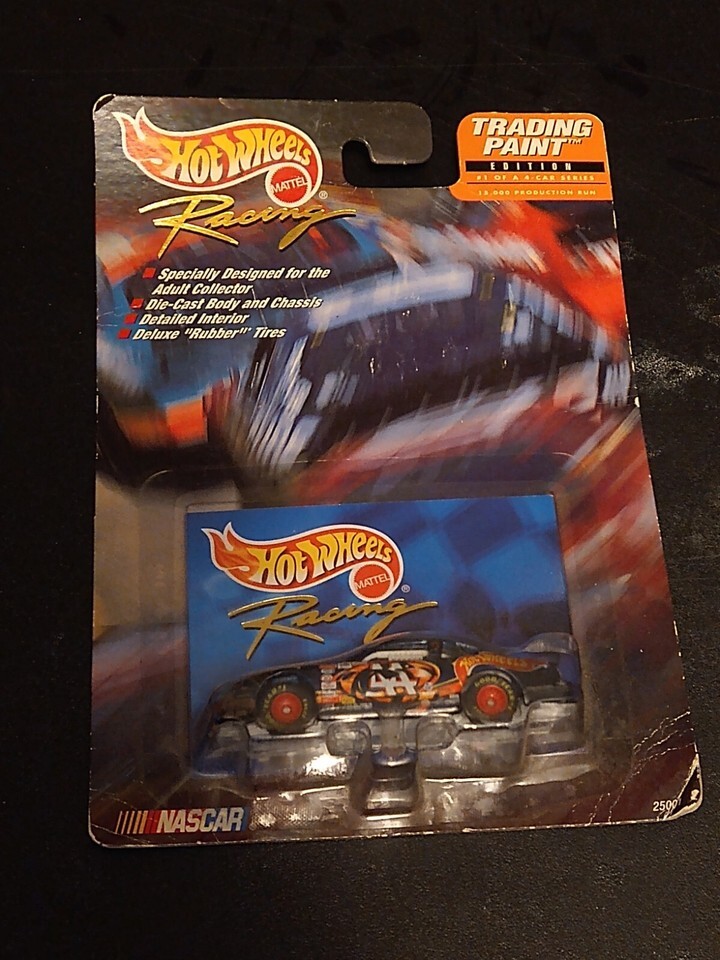 HOT WHEELS
MATTEL
®
Racing
TRADING
PAINT™
EDITION
#1 OF A 4-CAR SERIES
15,000 PRODUCTION RUN
Specially Designed for the
Adult Collector
Die-Cast Body and Chassis
Detailed Interior
Deluxe "Rubber" Tires
HOT WHEELS
MATTEL
®
Racing
HOT WHEELS
44
GOODYEAR
NASCAR